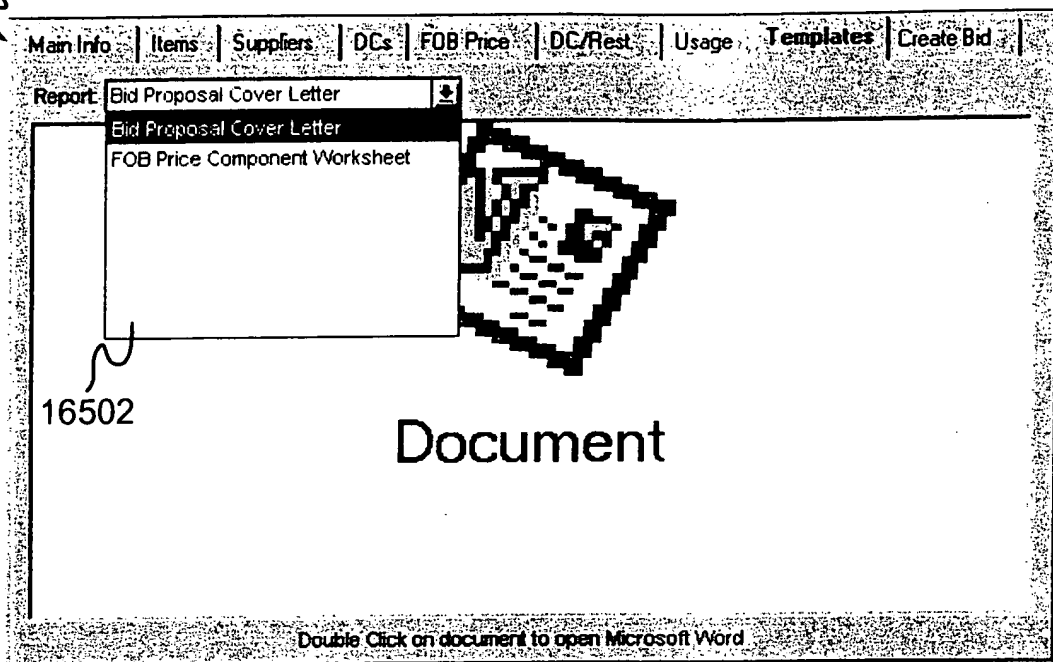 Main Info Items Suppliers DCs FOB Price DC/Rest Usage Templates Create Bid
Report: Bid Proposal Cover Letter
Bid Proposal Cover Letter
FOB Price Component Worksheet
16502
Document
Double Click on document to open Microsoft Word